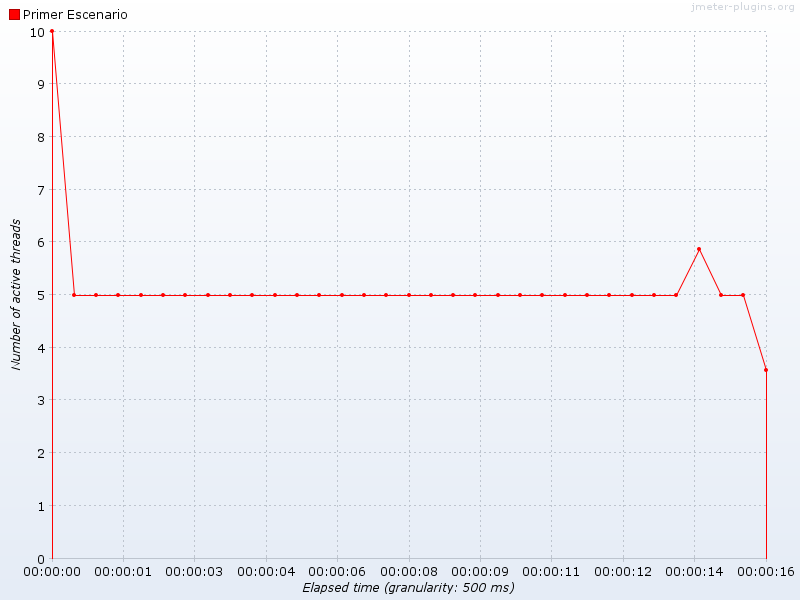 jmeter-plugins.org
Primer Escenario
10
9
8
7
6
5
4
3
2
1
0
Number of active threads
00:00:00 00:00:01 00:00:03 00:00:04 00:00:06 00:00:08 00:00:09 00:00:11 00:00:12 00:00:14 00:00:16
Elapsed time (granularity: 500 ms)